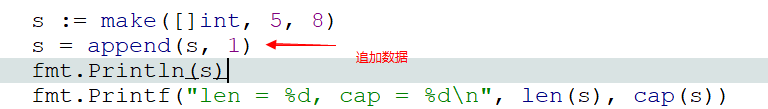 s := make([]int, 5, 8)
s = append(s, 1)
追加数据
fmt.Println(s)
fmt.Printf("len = %d, cap = %d\n", len(s), cap(s))